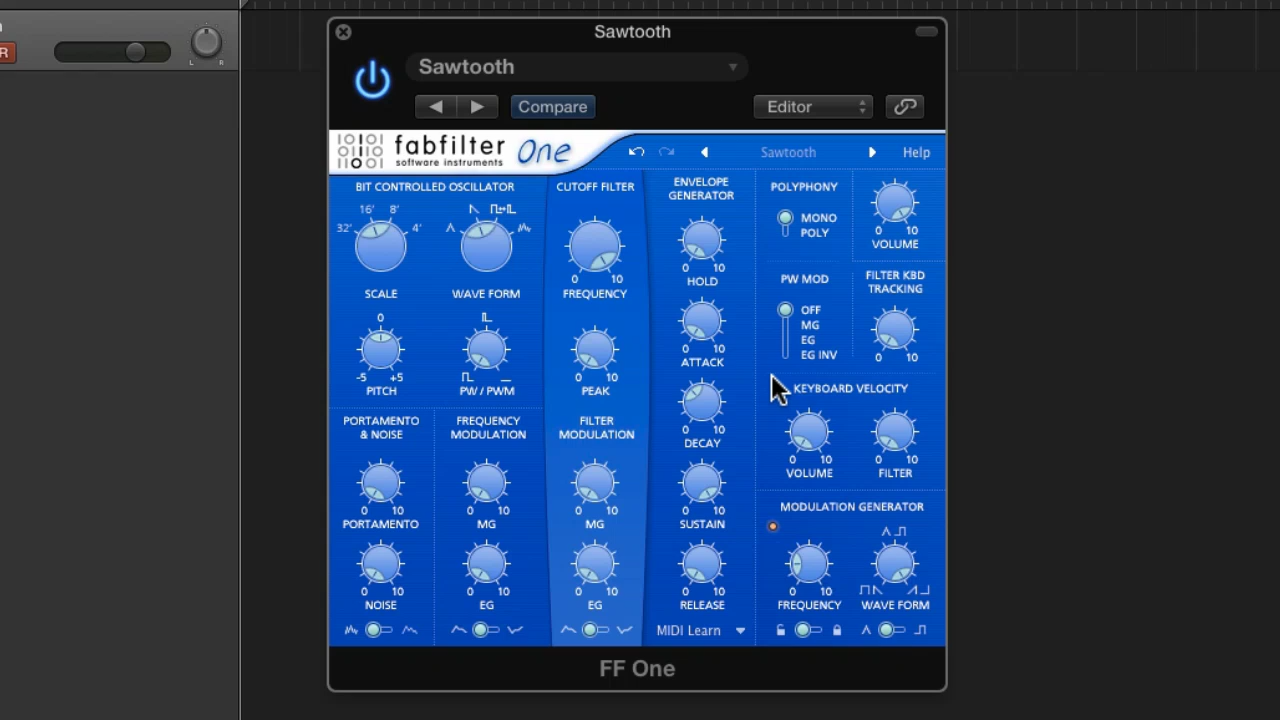 R
L R
Sawtooth
Sawtooth
Compare
Editor
fabfilter One
software instruments
Sawtooth
Help
BIT CONTROLLED OSCILLATOR
32' 16' 8' 4'
SCALE
WAVE FORM
0
-5 +5
PITCH
PW / PWM
CUTOFF FILTER
0 10
FREQUENCY
0 10
PEAK
ENVELOPE
GENERATOR
0 10
HOLD
0 10
ATTACK
0 10
DECAY
0 10
SUSTAIN
0 10
RELEASE
MIDI Learn
POLYPHONY
MONO
POLY
0 10
VOLUME
PW MOD
OFF
MG
EG
EG INV
FILTER KBD
TRACKING
0 10
KEYBOARD VELOCITY
0 10
VOLUME
0 10
FILTER
PORTAMENTO
& NOISE
0 10
PORTAMENTO
0 10
NOISE
FREQUENCY
MODULATION
0 10
MG
0 10
EG
FILTER
MODULATION
0 10
MG
0 10
EG
MODULATION GENERATOR
0 10
FREQUENCY
WAVE FORM
FF One